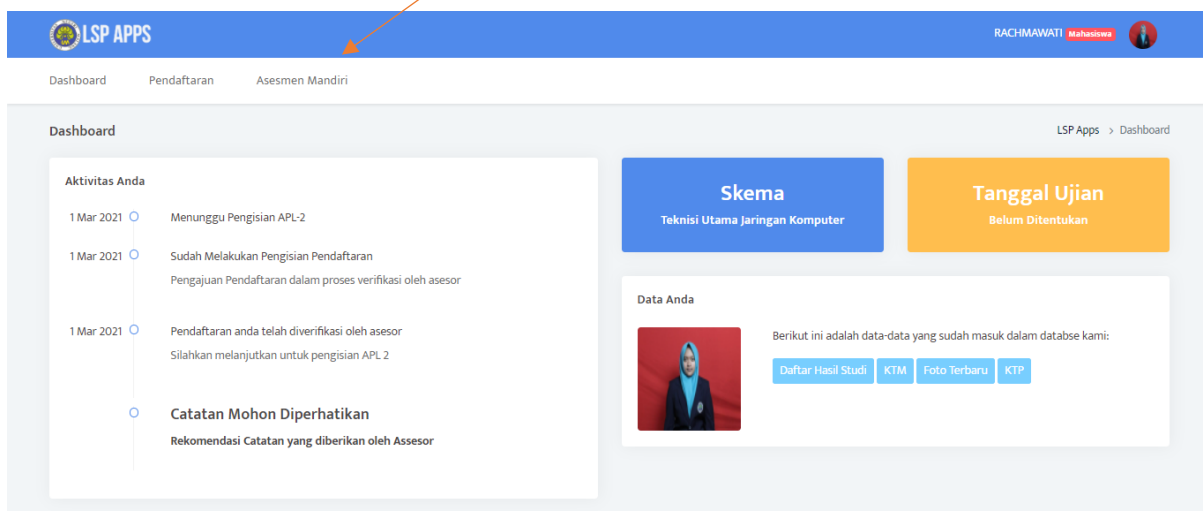 LSP APPS
RACHMAWATI Mahasiswa
Dashboard Pendaftaran Asesmen Mandiri
Dashboard
LSP Apps > Dashboard
Aktivitas Anda
1 Mar 2021 Menunggu Pengisian APL-2
1 Mar 2021 Sudah Melakukan Pengisian Pendaftaran
Pengajuan Pendaftaran dalam proses verifikasi oleh asesor
1 Mar 2021 Pendaftaran anda telah diverifikasi oleh asesor
Silahkan melanjutkan untuk pengisian APL 2
Catatan Mohon Diperhatikan
Rekomendasi Catatan yang diberikan oleh Assesor
Skema
Teknisi Utama Jaringan Komputer
Tanggal Ujian
Belum Ditentukan
Data Anda
Berikut ini adalah data-data yang sudah masuk dalam databse kami:
Daftar Hasil Studi KTM Foto Terbaru KTP